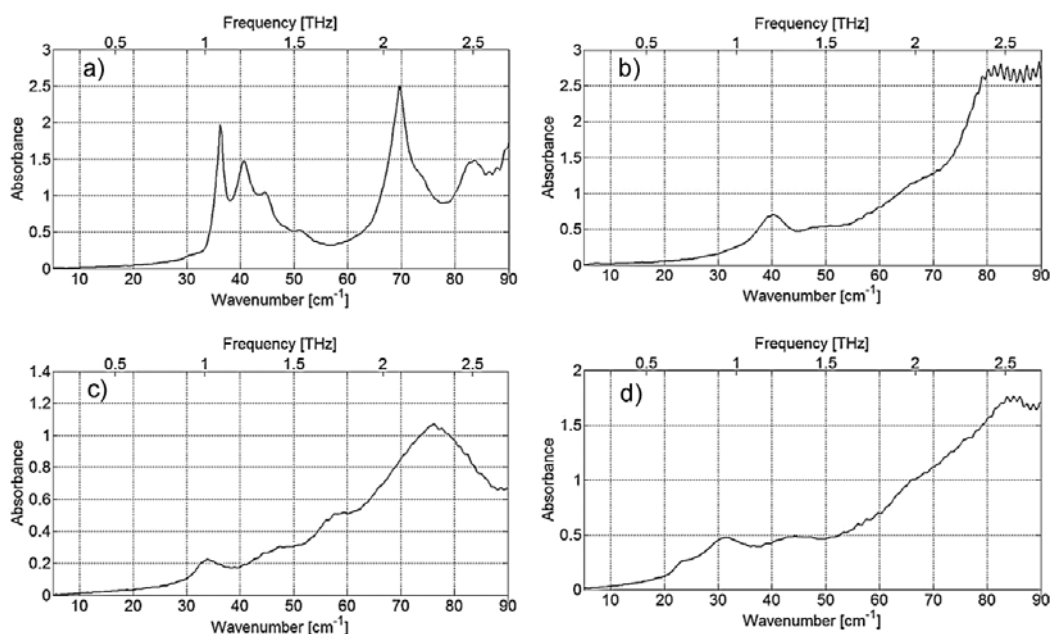 Frequency [THz]
0.5 1 1.5 2 2.5
a)
Absorbance
3
2.5
2
1.5
1
0.5
0
10 20 30 40 50 60 70 80 90
Wavenumber [cm⁻¹]
Frequency [THz]
0.5 1 1.5 2 2.5
b)
Absorbance
3
2.5
2
1.5
1
0.5
0
10 20 30 40 50 60 70 80 90
Wavenumber [cm⁻¹]
Frequency [THz]
0.5 1 1.5 2 2.5
c)
Absorbance
1.4
1.2
1
0.8
0.6
0.4
0.2
0
10 20 30 40 50 60 70 80 90
Wavenumber [cm⁻¹]
Frequency [THz]
0.5 1 1.5 2 2.5
d)
Absorbance
2
1.5
1
0.5
0
10 20 30 40 50 60 70 80 90
Wavenumber [cm⁻¹]